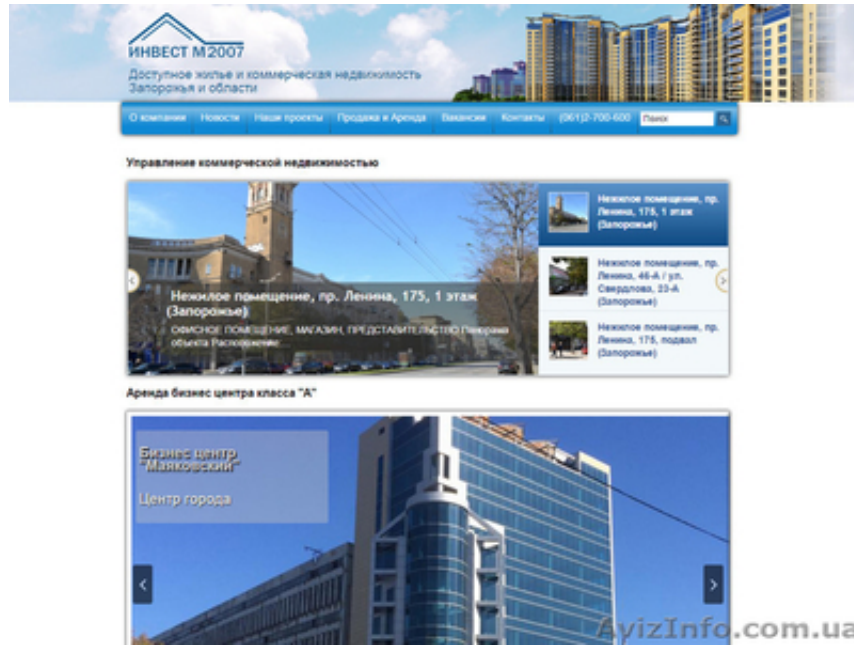 ИНВЕСТ М2007
Доступное жилье и коммерческая недвижимость
Запорожья и области
О компании Новости Наши проекты Продажа и Аренда Вакансии Контакты (061)2-700-600 Поиск
Управление коммерческой недвижимостью
Нежилое помещение, пр. Ленина, 175, 1 этаж
(Запорожье)
ОФИСНОЕ ПОМЕЩЕНИЕ, МАГАЗИН, ПРЕДСТАВИТЕЛЬСТВО Панорама
объекта Расположение
Нежилое помещение, пр.
Ленина, 175, 1 этаж
(Запорожье)
Нежилое помещение, пр.
Ленина, 46-А / ул.
Свердлова, 23-А
(Запорожье)
Нежилое помещение, пр.
Ленина, 175, подвал
(Запорожье)
Аренда бизнес центра класса "А"
Бизнес центр
"Маяковский"
Центр города
AvizInfo.com.ua